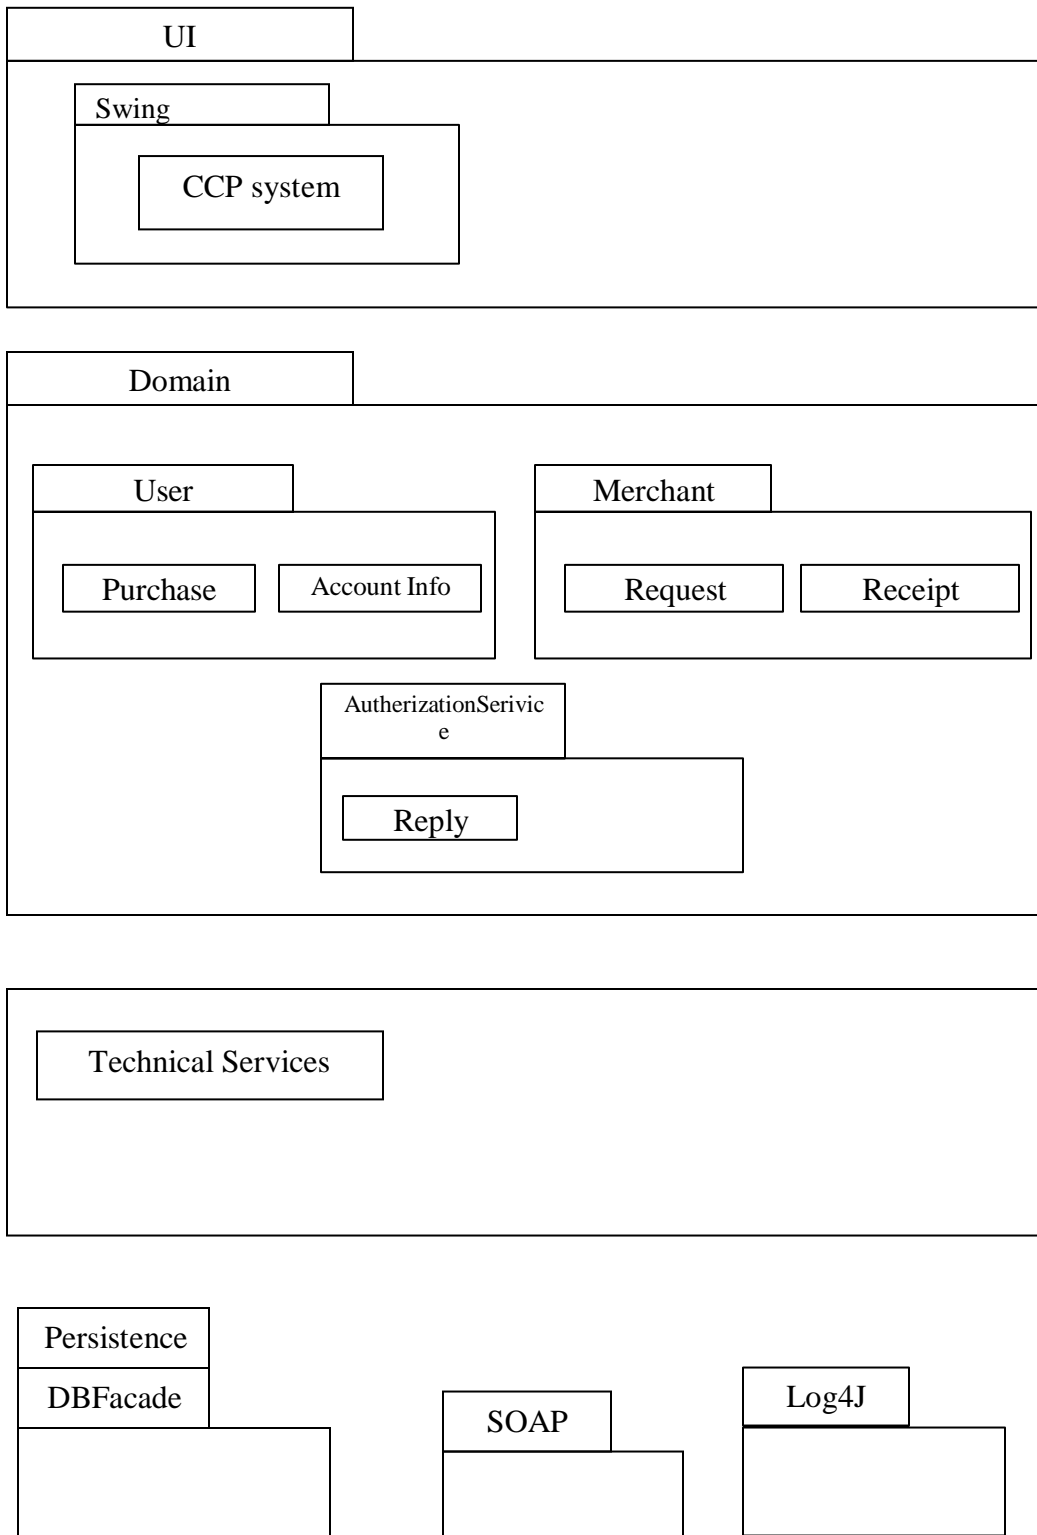 UI
Swing
CCP system
Domain
User
Merchant
Purchase
Account Info
Request
Receipt
AutherizationSerivic
e
Reply
Technical Services
Persistence
DBFacade
SOAP
Log4J